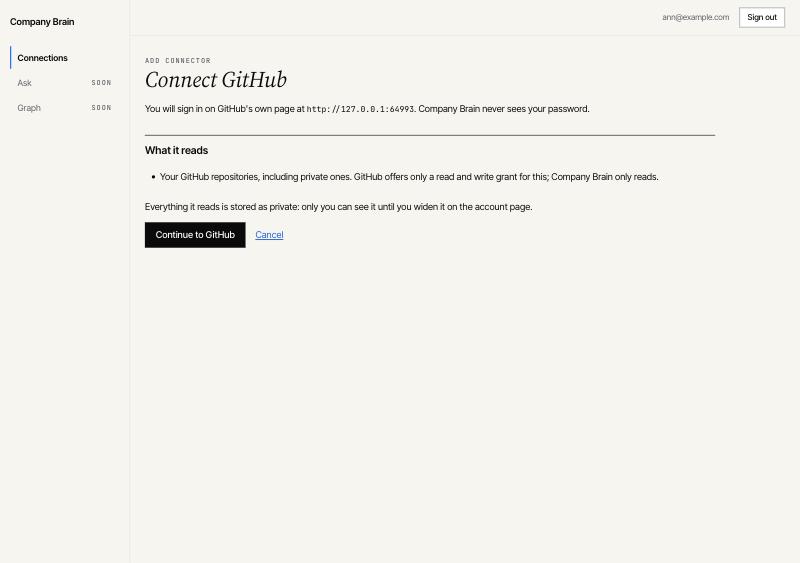 Company Brain
Connections
Ask SOON
Graph SOON
ann@example.com Sign out
ADD CONNECTOR
Connect GitHub
You will sign in on GitHub's own page at http://127.0.0.1:64993. Company Brain never sees your password.
What it reads
• Your GitHub repositories, including private ones. GitHub offers only a read and write grant for this; Company Brain only reads.
Everything it reads is stored as private: only you can see it until you widen it on the account page.
Continue to GitHub Cancel